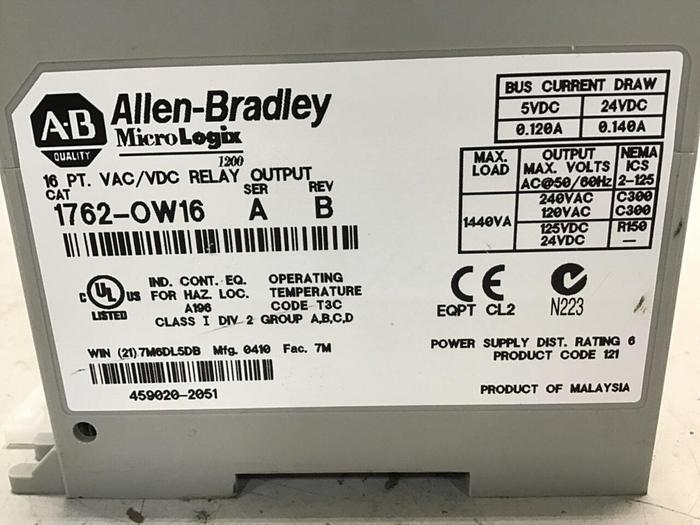 A·B
QUALITY
Allen-Bradley
MicroLogix
1200
16 PT. VAC/VDC RELAY OUTPUT
CAT SER REV
1762-OW16 A B
C UL US
LISTED
IND. CONT. EQ.
FOR HAZ. LOC.
A196
OPERATING
TEMPERATURE
CODE T3C
CLASS I DIV 2 GROUP A,B,C,D
WIN (21) 7M6DL5DB Mfg. 0410 Fac. 7M
459020-2051
BUS CURRENT DRAW
5VDC 24VDC
0.120A 0.140A
MAX. LOAD
OUTPUT MAX. VOLTS AC@50/60Hz
NEMA ICS 2-125
1440VA
240VAC C300
120VAC C300
125VDC R150
24VDC —
CE
EQPT CL2
N223
POWER SUPPLY DIST. RATING 6
PRODUCT CODE 121
PRODUCT OF MALAYSIA